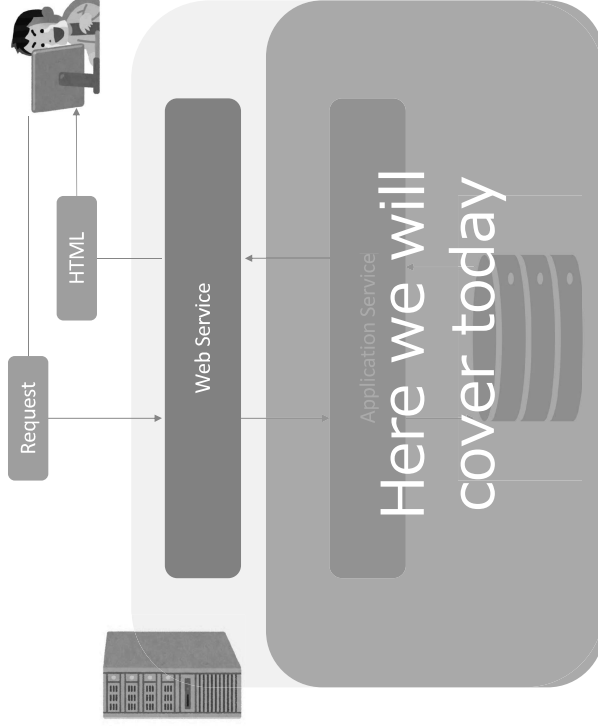 Request
HTML
Web Service
Application Service
Here we will
cover today